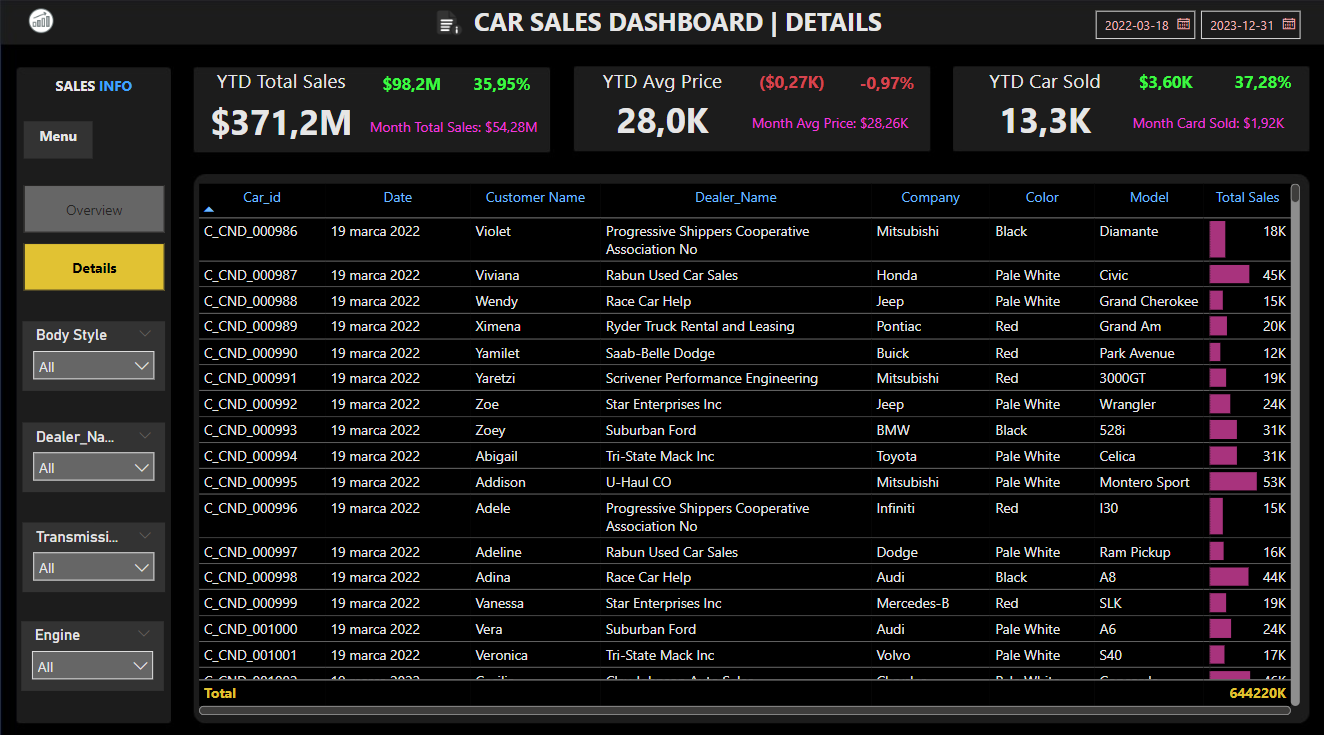 CAR SALES DASHBOARD | DETAILS
2022-03-18
2023-12-31
SALES INFO
Menu
Overview
Details
Body Style
All
Dealer_Na...
All
Transmissi...
All
Engine
All
YTD Total Sales $98,2M 35,95%
$371,2M Month Total Sales: $54,28M
YTD Avg Price ($0,27K) -0,97%
28,0K Month Avg Price: $28,26K
YTD Car Sold $3,60K 37,28%
13,3K Month Card Sold: $1,92K
Car_id Date Customer Name Dealer_Name Company Color Model Total Sales
C_CND_000986 19 marca 2022 Violet Progressive Shippers Cooperative Mitsubishi Black Diamante 18K
Association No
C_CND_000987 19 marca 2022 Viviana Rabun Used Car Sales Honda Pale White Civic 45K
C_CND_000988 19 marca 2022 Wendy Race Car Help Jeep Pale White Grand Cherokee 15K
C_CND_000989 19 marca 2022 Ximena Ryder Truck Rental and Leasing Pontiac Red Grand Am 20K
C_CND_000990 19 marca 2022 Yamilet Saab-Belle Dodge Buick Red Park Avenue 12K
C_CND_000991 19 marca 2022 Yaretzi Scrivener Performance Engineering Mitsubishi Red 3000GT 19K
C_CND_000992 19 marca 2022 Zoe Star Enterprises Inc Jeep Pale White Wrangler 24K
C_CND_000993 19 marca 2022 Zoey Suburban Ford BMW Black 528i 31K
C_CND_000994 19 marca 2022 Abigail Tri-State Mack Inc Toyota Pale White Celica 31K
C_CND_000995 19 marca 2022 Addison U-Haul CO Mitsubishi Pale White Montero Sport 53K
C_CND_000996 19 marca 2022 Adele Progressive Shippers Cooperative Infiniti Red I30 15K
Association No
C_CND_000997 19 marca 2022 Adeline Rabun Used Car Sales Dodge Pale White Ram Pickup 16K
C_CND_000998 19 marca 2022 Adina Race Car Help Audi Black A8 44K
C_CND_000999 19 marca 2022 Vanessa Star Enterprises Inc Mercedes-B Red SLK 19K
C_CND_001000 19 marca 2022 Vera Suburban Ford Audi Pale White A6 24K
C_CND_001001 19 marca 2022 Veronica Tri-State Mack Inc Volvo Pale White S40 17K
Total 644220K